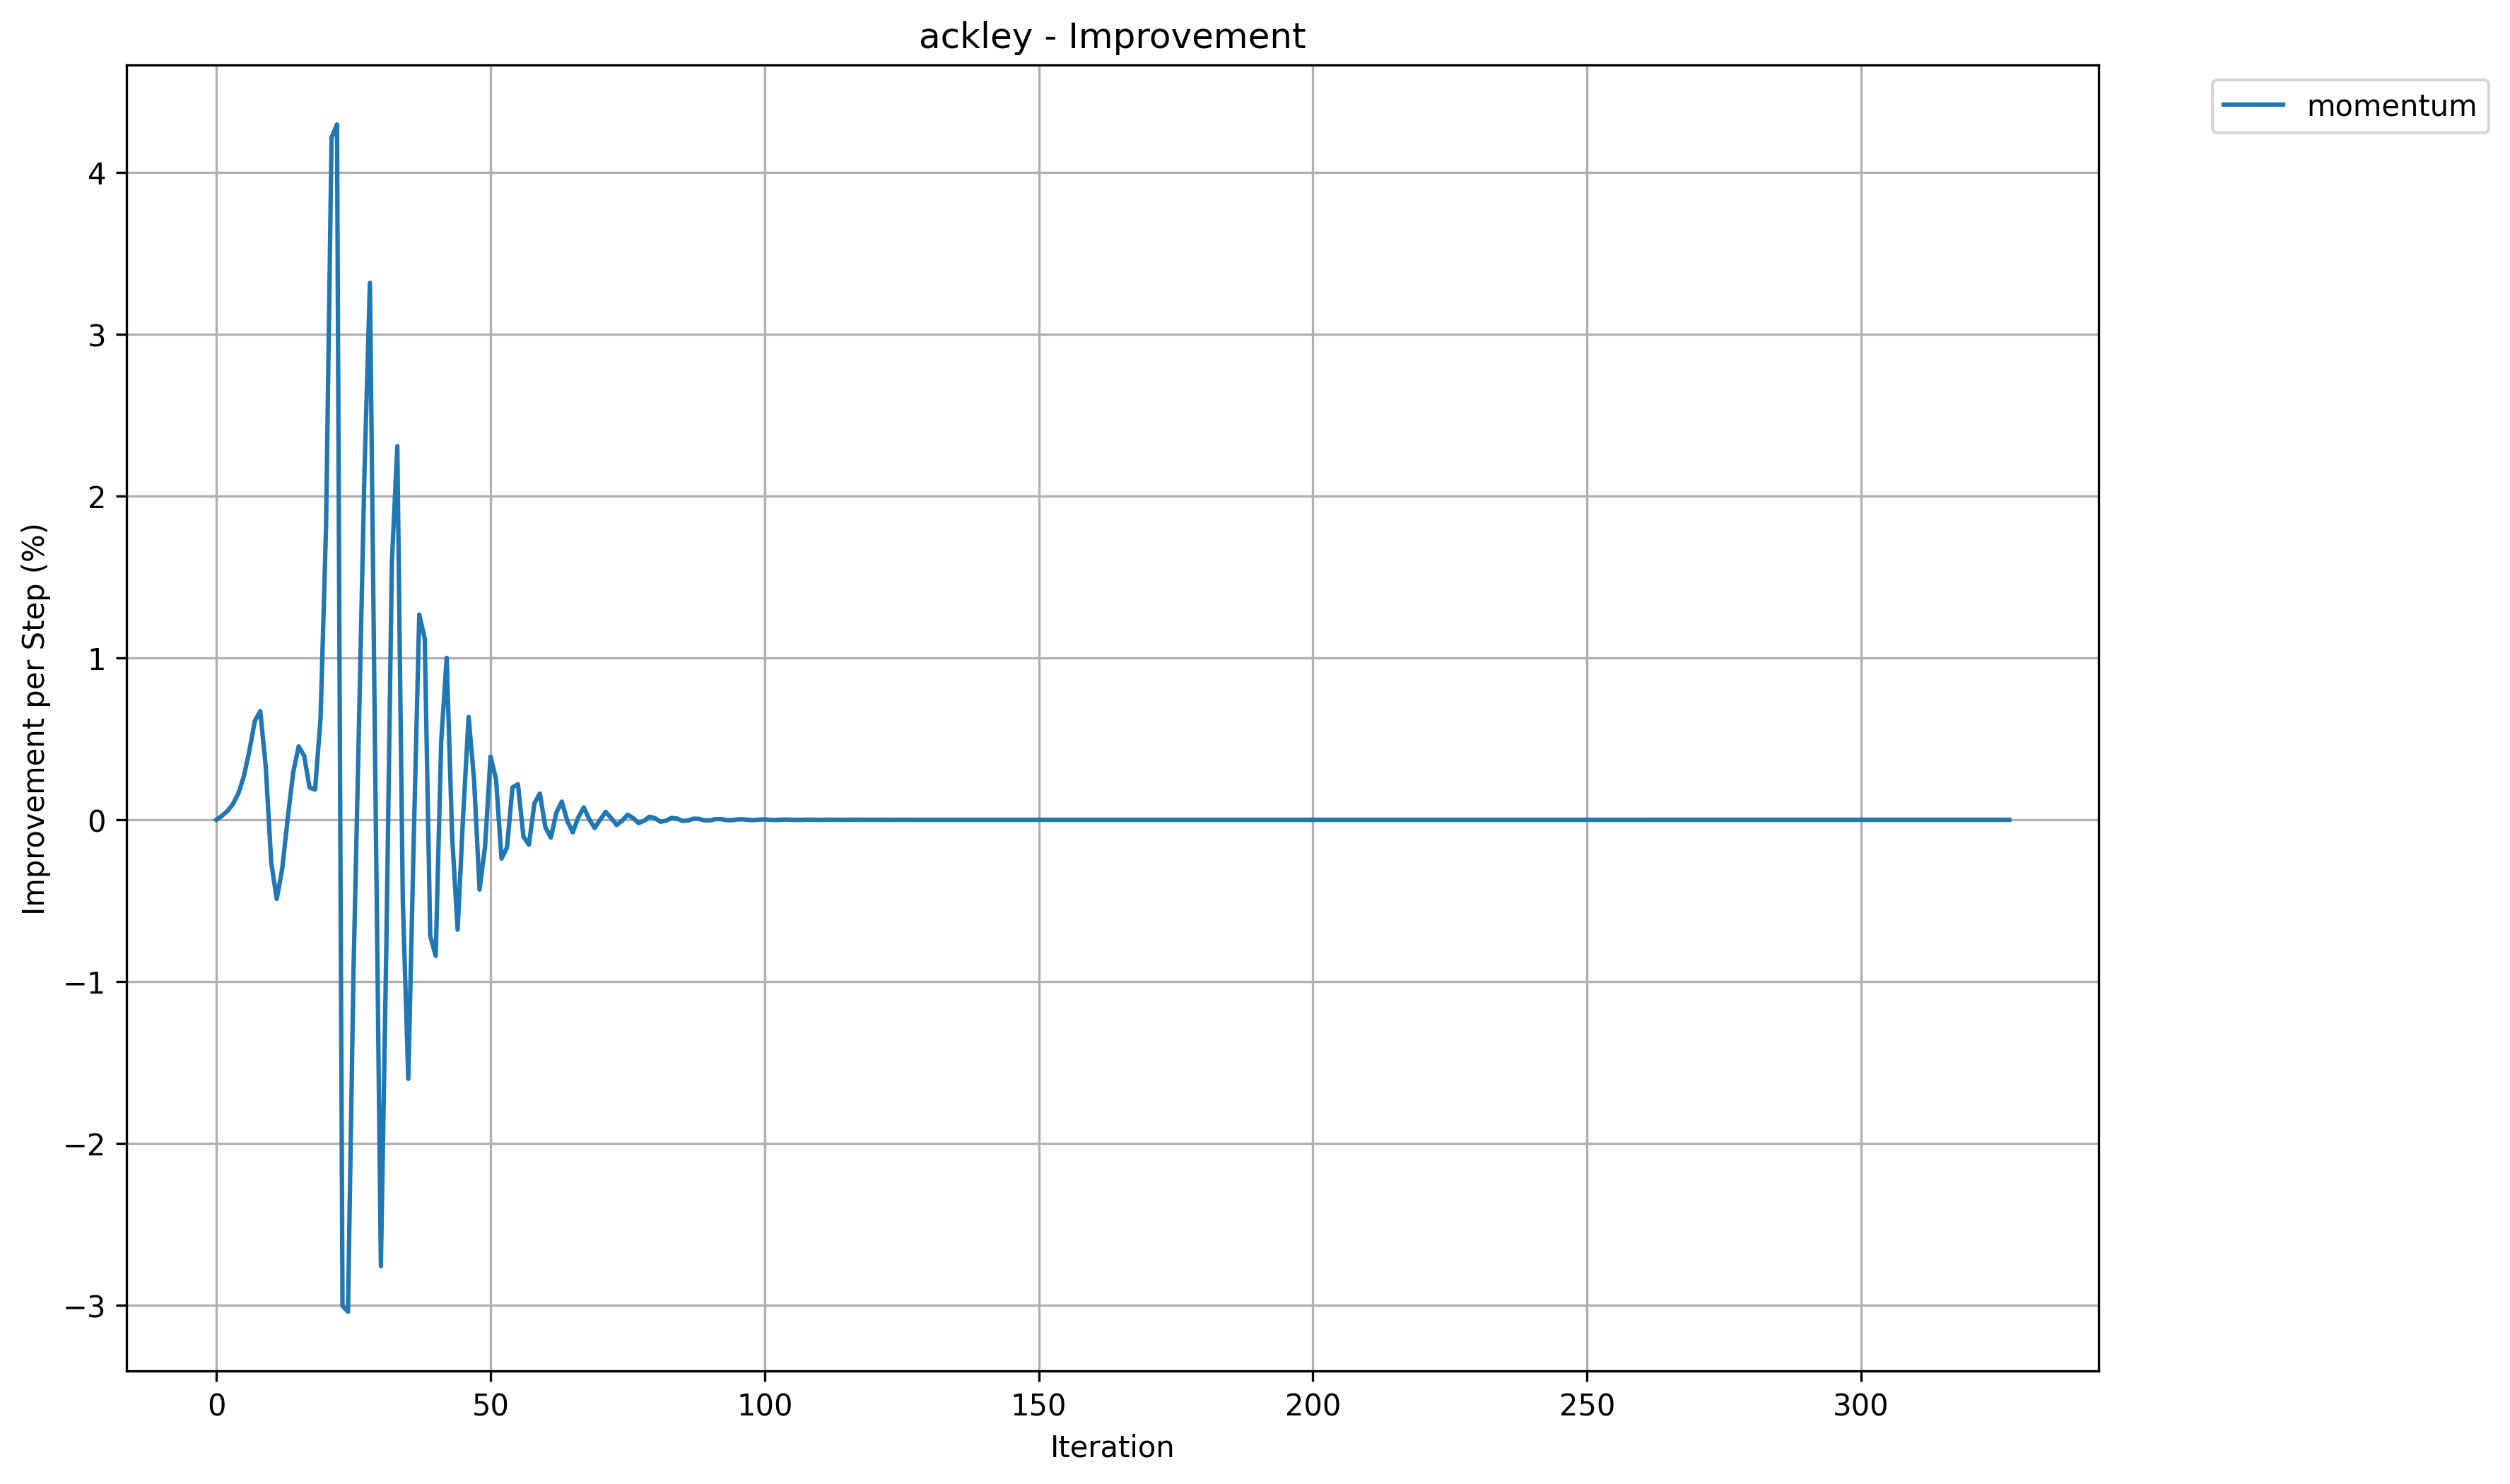 ackley - Improvement
momentum
Improvement per Step (%)
4
3
2
1
0
−1
−2
−3
0 50 100 150 200 250 300
Iteration